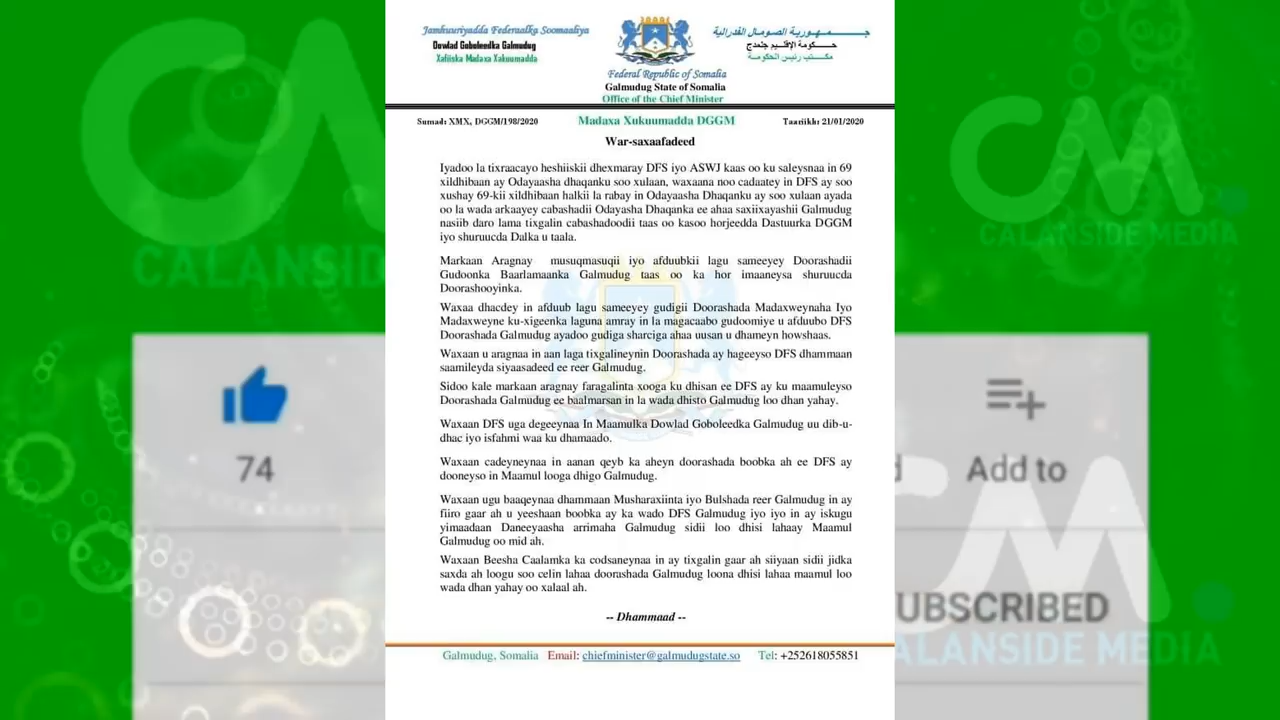 Jamhuuriyadda Federaalka Soomaaliya
Dowlad Goboleedka Galmudug
Xafiiska Madaxa Xakuumadda
جـــمـهـورية الصومال الفدرالية
حـكـومة الإقليم جلمدج
مكتب رئيس الحكومة
Federal Republic of Somalia
Galmudug State of Somalia
Office of the Chief Minister
Sumad: XMX, DGGM/198/2020
Madaxa Xukuumadda DGGM
Taariikh: 21/01/2020
War-saxaafadeed
Iyadoo la tixraacayo heshiiskii dhexmaray DFS iyo ASWJ kaas oo ku saleysnaa in 69
xildhibaan ay Odayaasha dhaqanku soo xulaan, waxaana noo cadaatey in DFS ay soo
xushay 69-kii xildhibaan halkii la rabay in Odayaasha Dhaqanku ay soo xulaan ayada
oo la wada arkaayey cabashadii Odayasha Dhaqanka ee ahaa saxiixayashii Galmudug
nasiib daro lama tixgalin cabashadoodii taas oo kasoo horjeedda Dastuurka DGGM
iyo shuruucda Dalka u taala.
Markaan Aragnay musuqmasuqii iyo afduubkii lagu sameeyey Doorashadii
Gudoonka Baarlamaanka Galmudug taas oo ka hor imaaneysa shuruucda
Doorashooyinka.
Waxaa dhacdey in afduub lagu sameeyey gudigii Doorashada Madaxweynaha Iyo
Madaxweyne ku-xigeenka laguna amray in la magacaabo gudoomiye u afduubo DFS
Doorashada Galmudug ayadoo gudiga sharciga ahaa uusan u dhameyn howshaas.
Waxaan u aragnaa in aan laga tixgalineynin Doorashada ay hageeyso DFS dhammaan
saamileyda siyaasadeed ee reer Galmudug.
Sidoo kale markaan aragnay faragalinta xooga ku dhisan ee DFS ay ku maamuleyso
Doorashada Galmudug ee baalmarsan in la wada dhisto Galmudug loo dhan yahay.
Waxaan DFS uga degeeynaa In Maamulka Dowlad Goboleedka Galmudug uu dib-u-
dhac iyo isfahmi waa ku dhamaado.
Waxaan cadeyneynaa in aanan qeyb ka aheyn doorashada boobka ah ee DFS ay
dooneyso in Maamul looga dhigo Galmudug.
Waxaan ugu baaqeynaa dhammaan Musharaxiinta iyo Bulshada reer Galmudug in ay
fiiro gaar ah u yeeshaan boobka ay ka wado DFS Galmudug iyo iyo in ay iskugu
yimaadaan Daneeyaasha arrimaha Galmudug sidii loo dhisi lahaay Maamul
Galmudug oo mid ah.
Waxaan Beesha Caalamka ka codsaneynaa in ay tixgalin gaar ah siiyaan sidii jidka
saxda ah loogu soo celin lahaa doorashada Galmudug loona dhisi lahaa maamul loo
wada dhan yahay oo xalaal ah.
-- Dhammaad --
Galmudug, Somalia Email: chiefminister@galmudugstate.so Tel: +252618055851
CM
CALANSIDE
CM
CALANSIDE MEDIA
74
Add to
UBSCRIBED
CM
ALANSIDE MEDIA